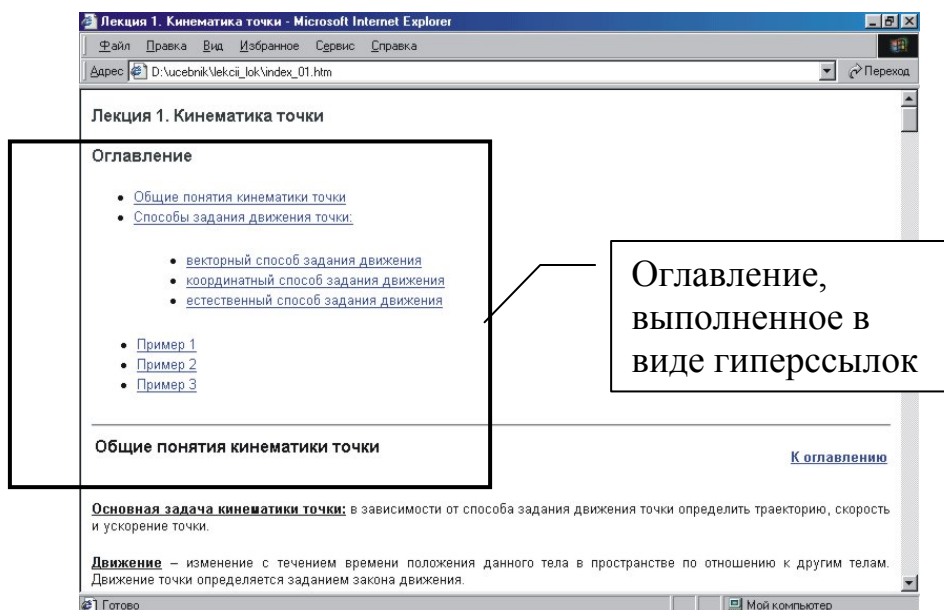 Лекция 1. Кинематика точки - Microsoft Internet Explorer
Файл Правка Вид Избранное Сервис Справка
Адрес D:\ucebnik\lekcii_lok\index_01.htm Переход
Лекция 1. Кинематика точки
Оглавление
Общие понятия кинематики точки
Способы задания движения точки:
векторный способ задания движения
координатный способ задания движения
естественный способ задания движения
Пример 1
Пример 2
Пример 3
Оглавление,
выполненное в
виде гиперссылок
Общие понятия кинематики точки
К оглавлению
Основная задача кинематики точки: в зависимости от способа задания движения точки определить траекторию, скорость
и ускорение точки.
Движение – изменение с течением времени положения данного тела в пространстве по отношению к другим телам.
Движение точки определяется заданием закона движения.
Готово Мой компьютер